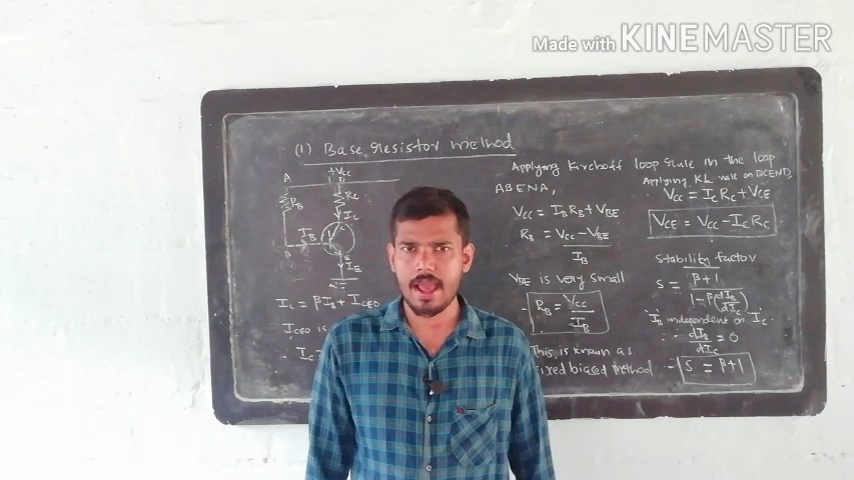 Made with KINEMASTER
(1) Base resistor method
+VCC
A
D
RB
RC
IC
IB
B
E
IE
N
IC = βIB + ICEO
ICEO is
∴ IC
Applying Kirchoff loop rule in the loop
ABENA,
VCC = IB RB + VBE
RB = VCC - VBE
IB
VBE is very small
∴ RB = VCC
IB
This is known as
fixed biased method
Applying KL rule on DCEND,
VCC = IC RC + VCE
VCE = VCC - IC RC
Stability factor
S = β+1
1 - β(dIB
dIC)
∵ IB independent on IC
∴ dIB = 0
dIC
∴ S = β+1